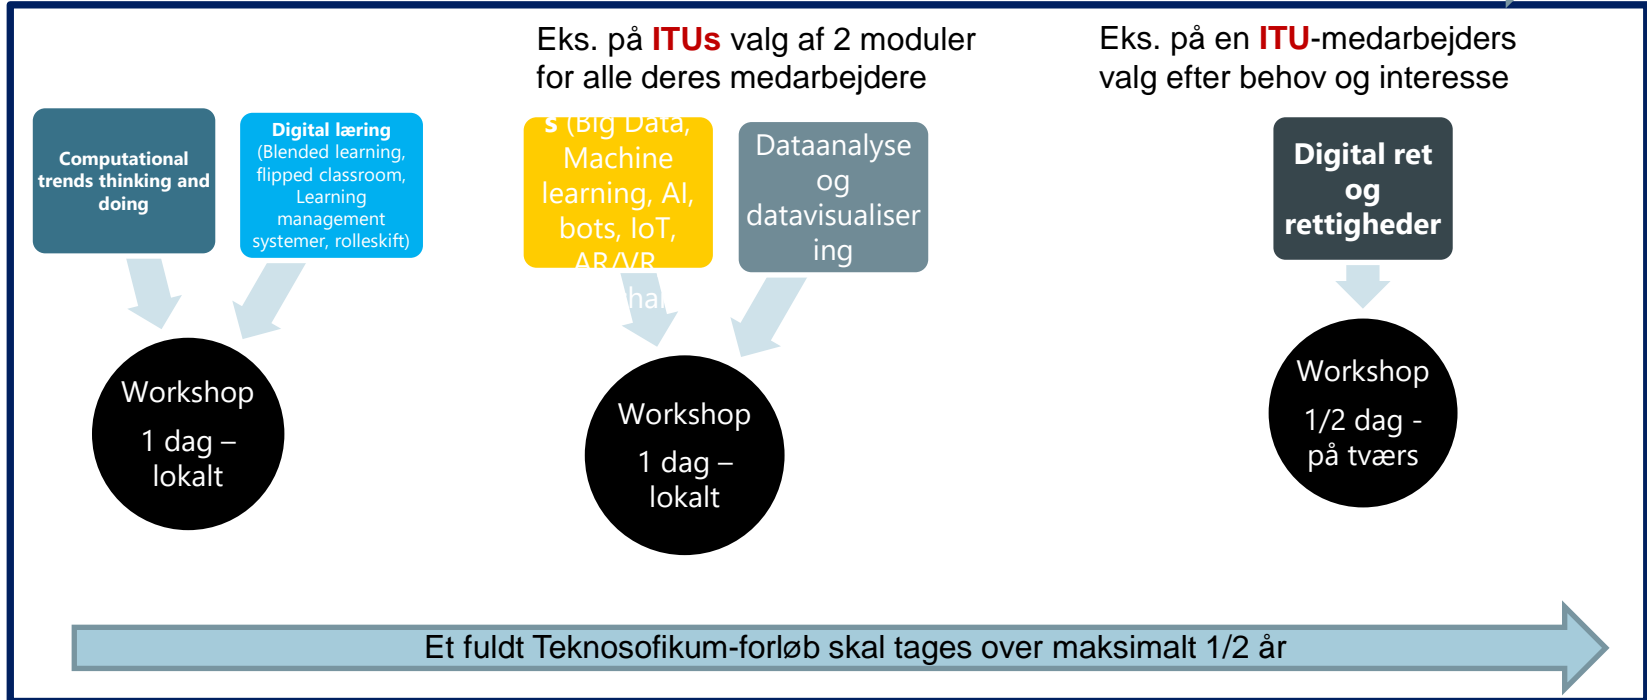 Eks. på ITUs valg af 2 moduler
for alle deres medarbejdere
Eks. på en ITU-medarbejders
valg efter behov og interesse
Computational
trends thinking and
doing
Digital læring
(Blended learning,
flipped classroom,
Learning
management
systemer, rolleskift)
s (Big Data,
Machine
learning, AI,
bots, IoT,
AR/VR
Dataanalyse
og
datavisualiser
ing
Digital ret
og
rettigheder
Workshop
1 dag –
lokalt
Workshop
1 dag –
lokalt
Workshop
1/2 dag -
på tværs
Et fuldt Teknosofikum-forløb skal tages over maksimalt 1/2 år